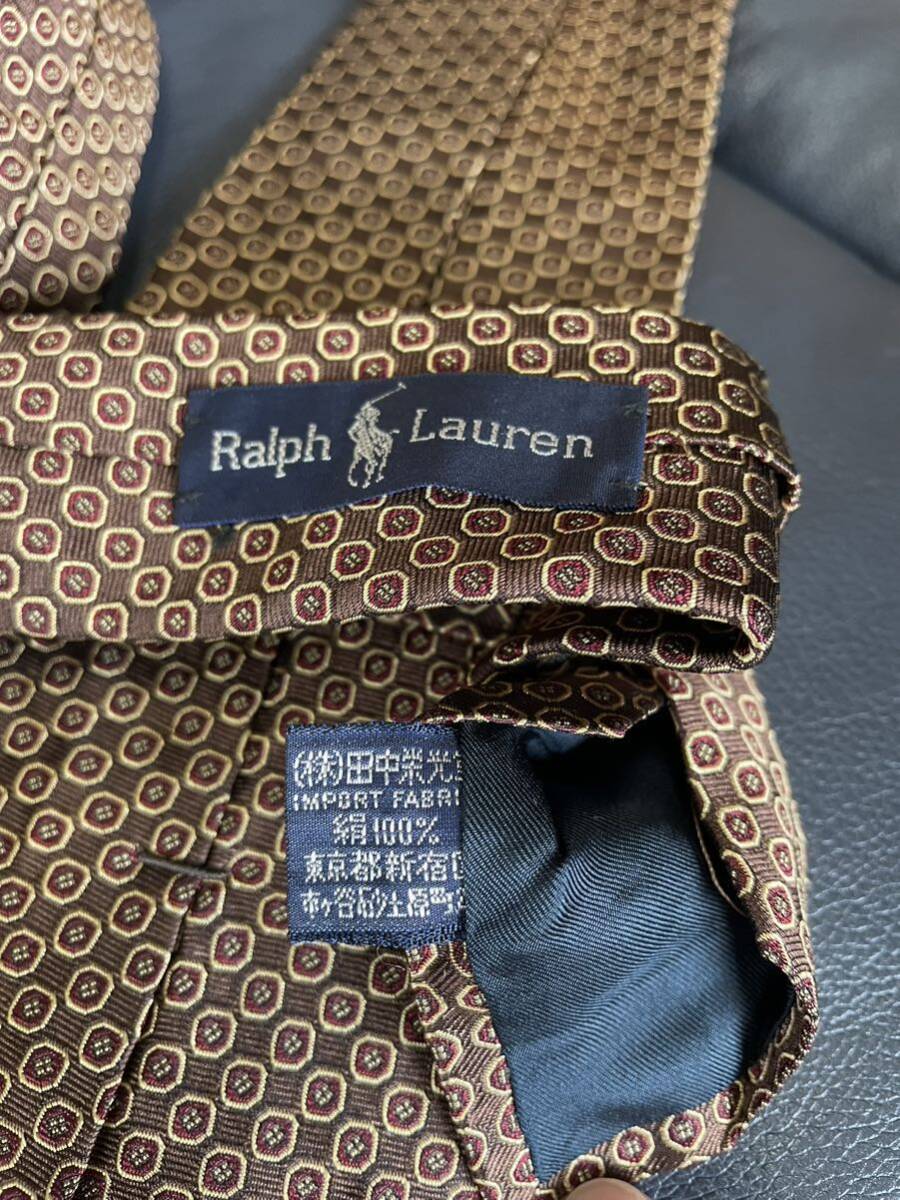 Ralph Lauren
(株)田中栄光
IMPORT FABRI
絹100%
東京都新宿区
市ヶ谷砂土原町